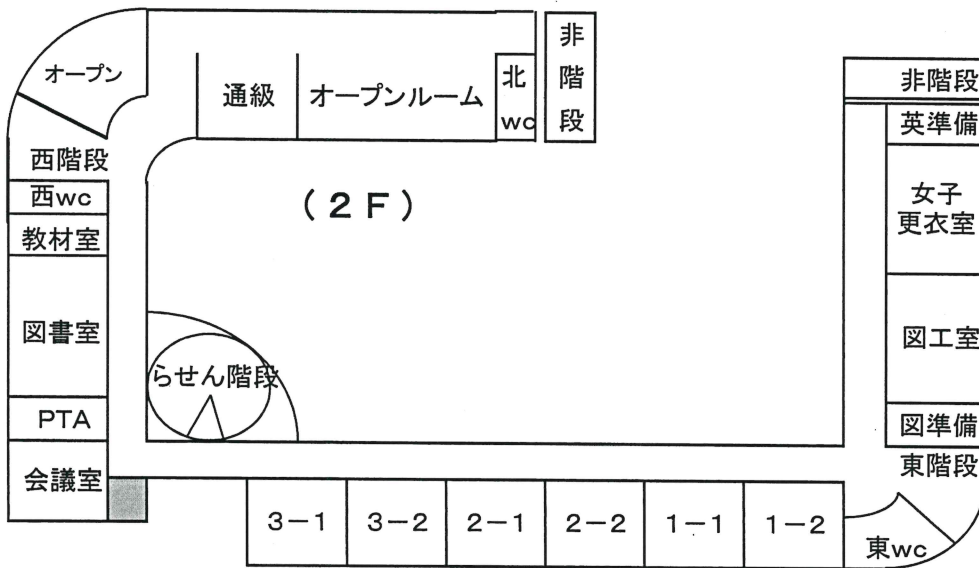 オープン
通級
オープンルーム
北
wc
非
階
段
非階段
英準備
女子
更衣室
図工室
図準備
東階段
東wc
西階段
西wc
教材室
図書室
PTA
会議室
(2F)
らせん階段
3-1
3-2
2-1
2-2
1-1
1-2